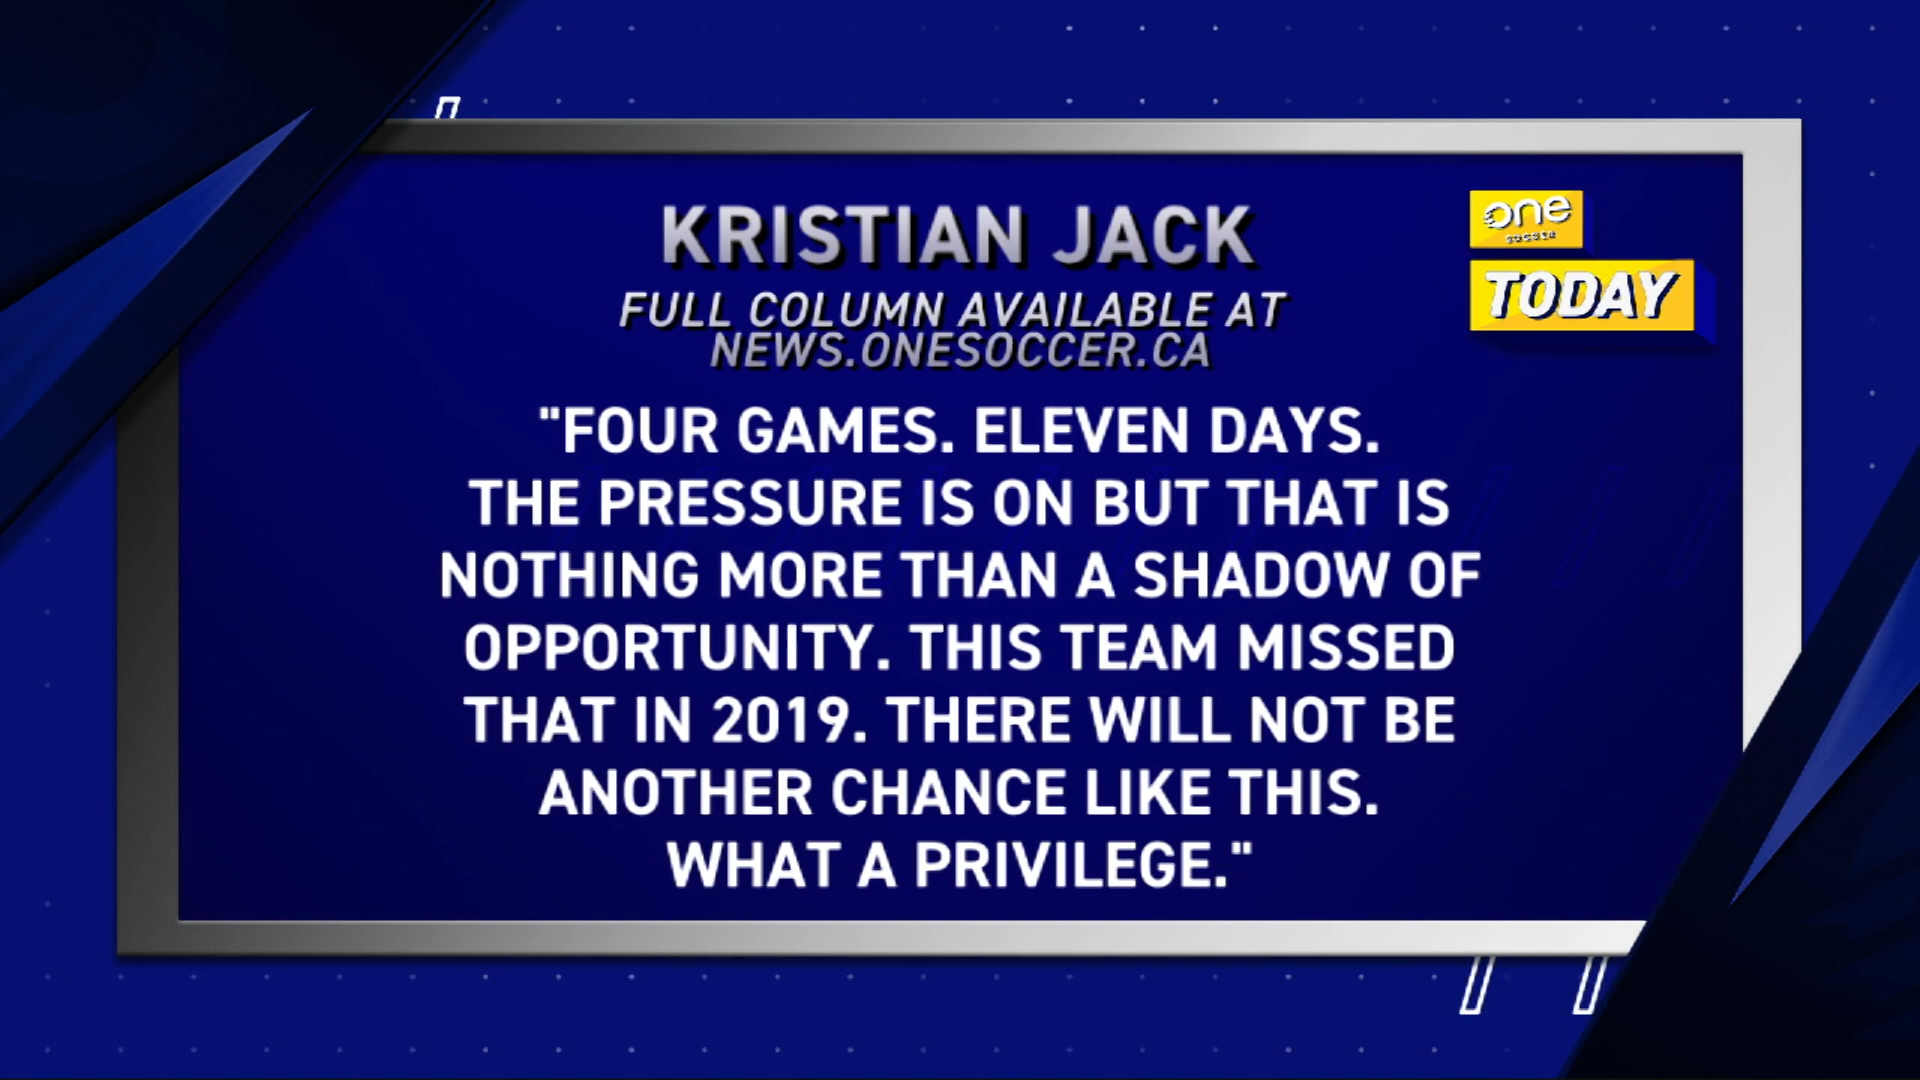 KRISTIAN JACK
FULL COLUMN AVAILABLE AT
NEWS.ONESOCCER.CA
one
SOCCER
TODAY
"FOUR GAMES. ELEVEN DAYS.
THE PRESSURE IS ON BUT THAT IS
NOTHING MORE THAN A SHADOW OF
OPPORTUNITY. THIS TEAM MISSED
THAT IN 2019. THERE WILL NOT BE
ANOTHER CHANCE LIKE THIS.
WHAT A PRIVILEGE."